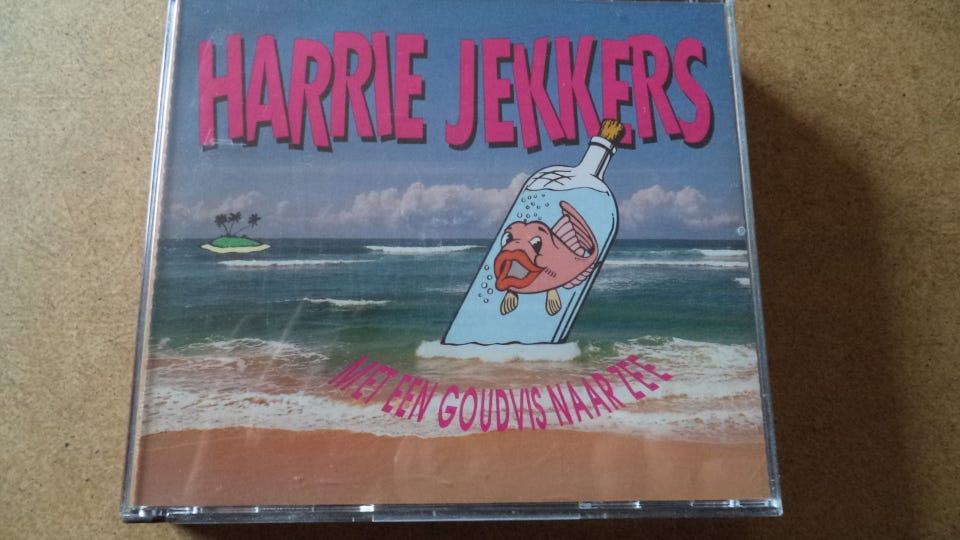 HARRIE JEKKERS
MET EEN GOUDVIS NAAR ZEE